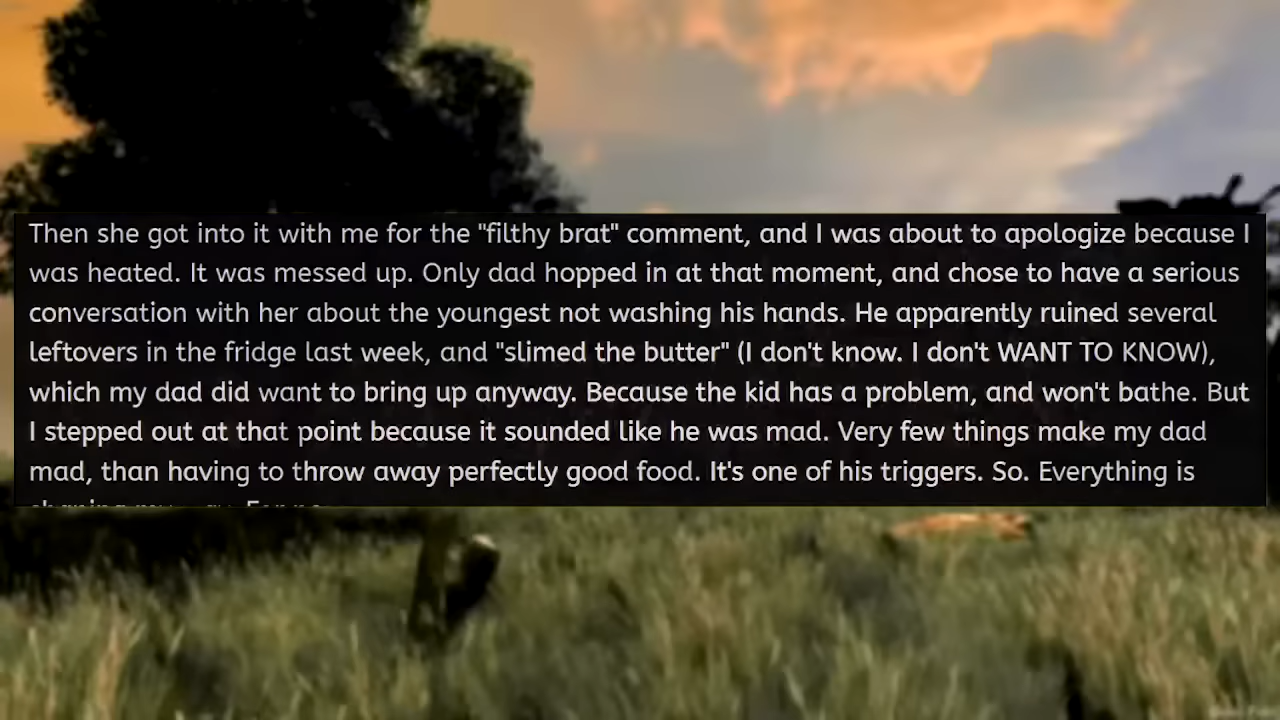 Then she got into it with me for the "filthy brat" comment, and I was about to apologize because I
was heated. It was messed up. Only dad hopped in at that moment, and chose to have a serious
conversation with her about the youngest not washing his hands. He apparently ruined several
leftovers in the fridge last week, and "slimed the butter" (I don't know. I don't WANT TO KNOW),
which my dad did want to bring up anyway. Because the kid has a problem, and won't bathe. But
I stepped out at that point because it sounded like he was mad. Very few things make my dad
mad, than having to throw away perfectly good food. It's one of his triggers. So. Everything is